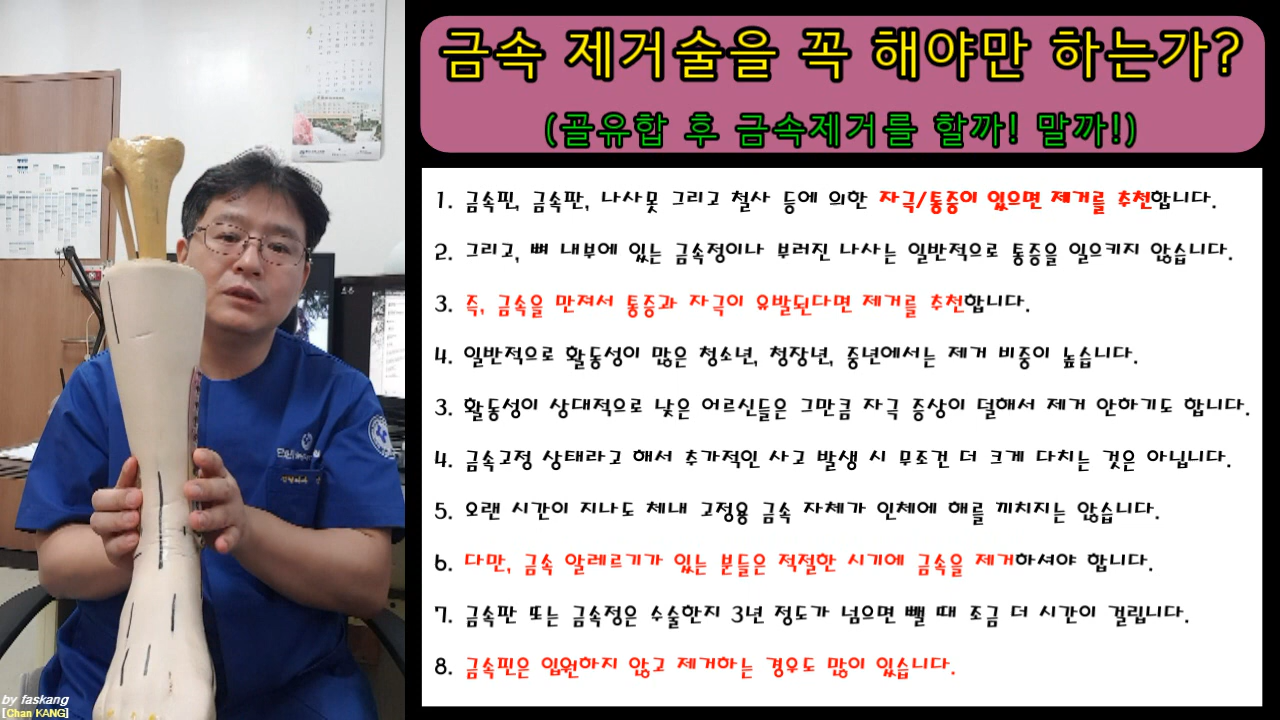 금속 제거술을 꼭 해야만 하는가?
(골유합 후 금속제거를 할까! 말까!)
1. 금속핀, 금속판, 나사못 그리고 철사 등에 의한 자극/통증이 있으면 제거를 추천합니다.
2. 그리고, 뼈 내부에 있는 금속정이나 부러진 나사는 일반적으로 통증을 일으키지 않습니다.
3. 즉, 금속을 만져서 통증과 자극이 유발된다면 제거를 추천합니다.
4. 일반적으로 활동성이 많은 청소년, 청장년, 중년에서는 제거 비중이 높습니다.
3. 활동성이 상대적으로 낮은 어르신들은 그만큼 자극 증상이 덜해서 제거 안하기도 합니다.
4. 금속고정 상태라고 해서 추가적인 사고 발생 시 무조건 더 크게 다치는 것은 아닙니다.
5. 오랜 시간이 지나도 체내 고정용 금속 자체가 인체에 해를 끼치지는 않습니다.
6. 다만, 금속 알레르기가 있는 분들은 적절한 시기에 금속을 제거하셔야 합니다.
7. 금속판 또는 금속정은 수술한지 3년 정도가 넘으면 뺄 때 조금 더 시간이 걸립니다.
8. 금속핀은 입원하지 않고 제거하는 경우도 많이 있습니다.
by faskang
[Chan KANG]